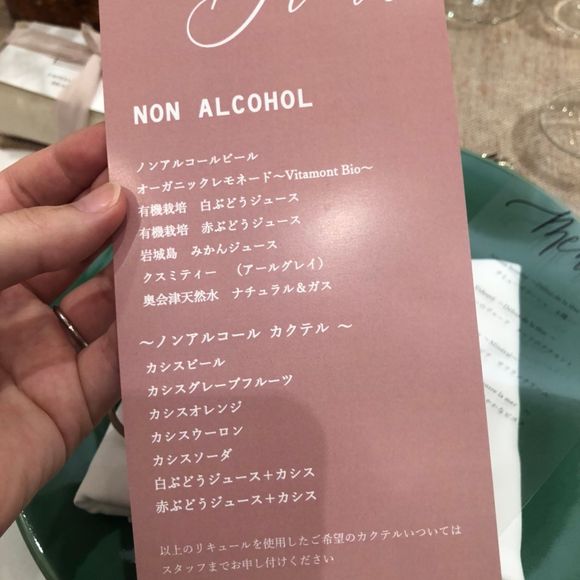 NON ALCOHOL
ノンアルコールビール
オーガニックレモネード〜Vitamont Bio〜
有機栽培 白ぶどうジュース
有機栽培 赤ぶどうジュース
岩城島 みかんジュース
クスミティー (アールグレイ)
奥会津天然水 ナチュラル&ガス
〜ノンアルコール カクテル 〜
カシスビール
カシスグレープフルーツ
カシスオレンジ
カシスウーロン
カシスソーダ
白ぶどうジュース+カシス
赤ぶどうジュース+カシス
以上のリキュールを使用したご希望のカクテルいついては
スタッフまでお申し付けください